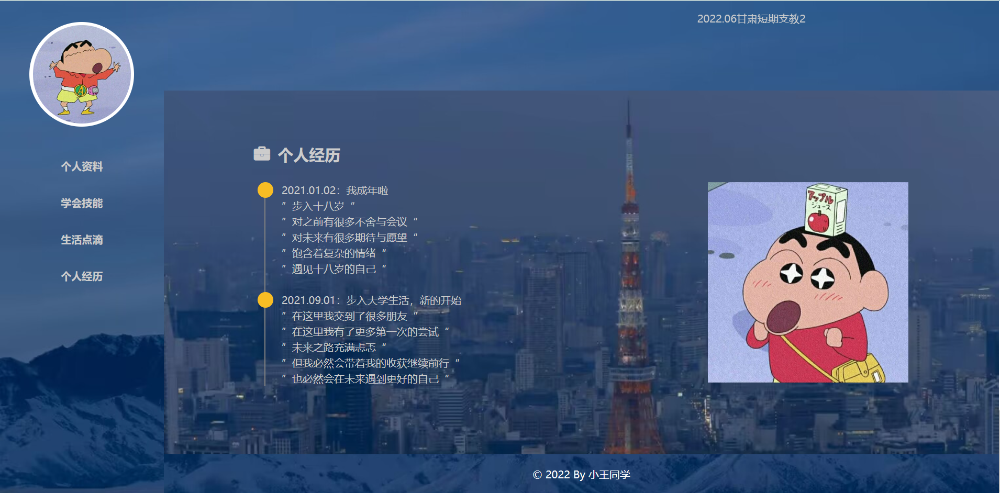 2022.06甘肃短期支教2
A
个人资料
学会技能
生活点滴
个人经历
个人经历
2021.01.02：我成年啦
”步入十八岁“
”对之前有很多不舍与会议“
”对未来有很多期待与愿望“
”饱含着复杂的情绪“
”遇见十八岁的自己“
2021.09.01：步入大学生活，新的开始
”在这里我交到了很多朋友“
”在这里我有了更多第一次的尝试“
”未来之路充满忐忑“
”但我必然会带着我的收获继续前行“
”也必然会在未来遇到更好的自己“
アップル
ジュース
© 2022 By 小王同学